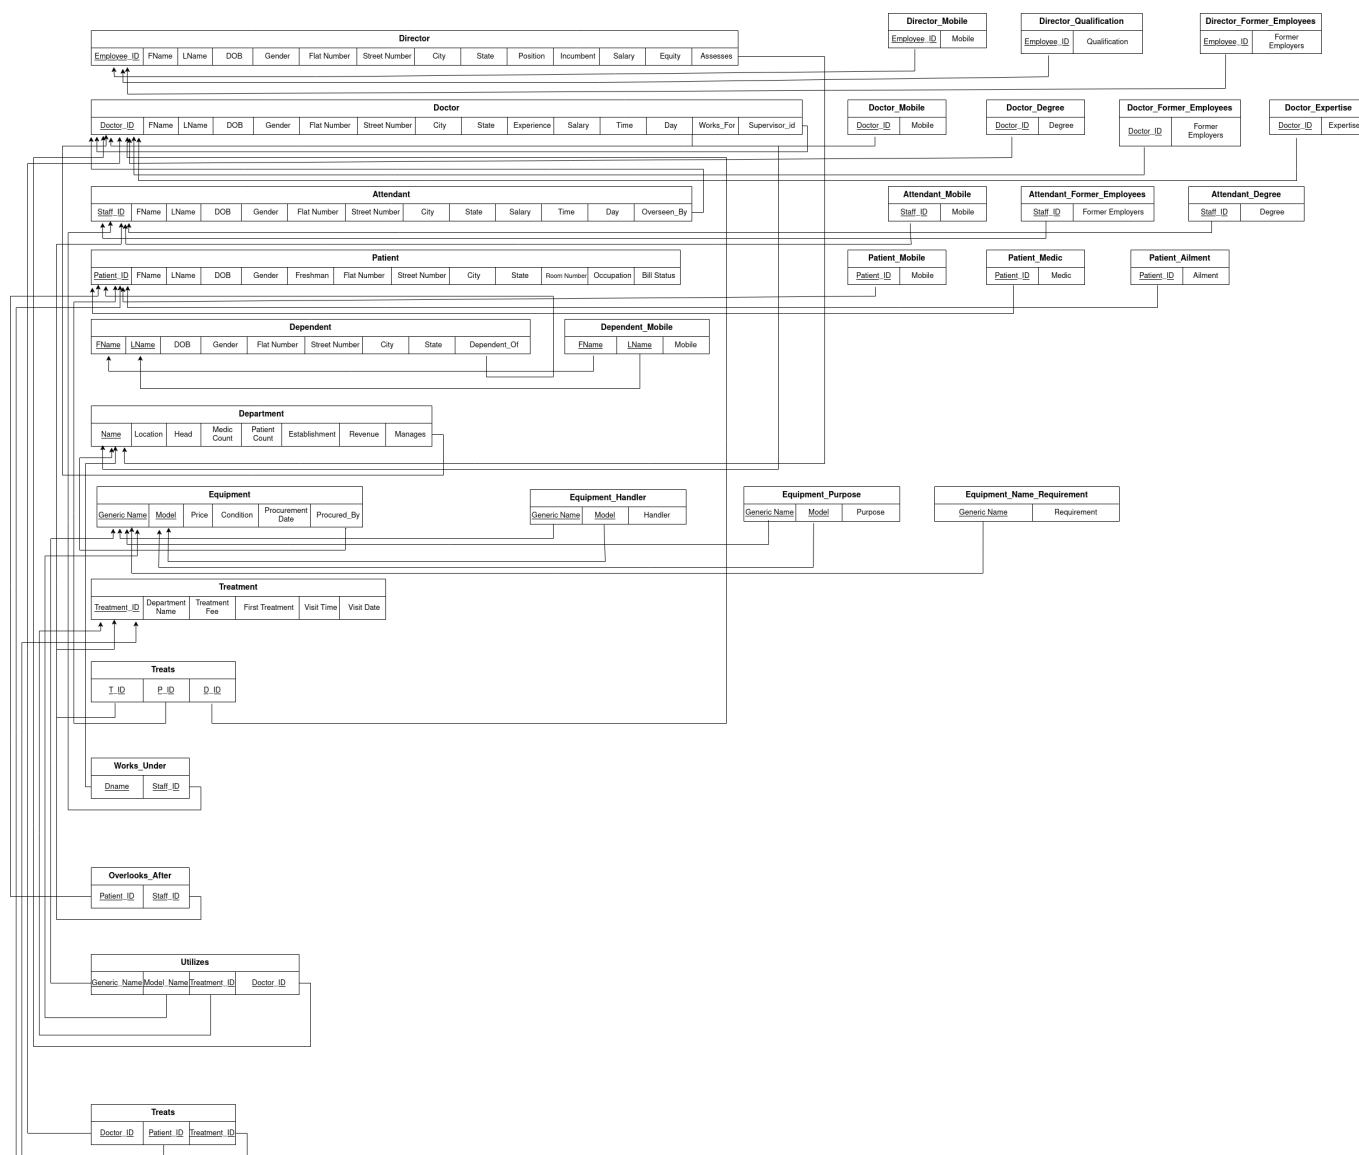 Director_Mobile
Director_Qualification
Director_Former_Employees
Director
Employee_ID Mobile
Employee_ID Qualification
Employee_ID Former Employers
Employee_ID FName LName DOB Gender Flat Number Street Number City State Position Incumbent Salary Equity Assesses
Doctor
Doctor_Mobile
Doctor_Degree
Doctor_Former_Employees
Doctor_Expertise
Doctor_ID FName LName DOB Gender Flat Number Street Number City State Experience Salary Time Day Works_For Supervisor_id
Doctor_ID Mobile
Doctor_ID Degree
Doctor_ID Former Employers
Doctor_ID Expertise
Attendant
Attendant_Mobile
Attendant_Former_Employees
Attendant_Degree
Staff_ID FName LName DOB Gender Flat Number Street Number City State Salary Time Day Overseen_By
Staff_ID Mobile
Staff_ID Former Employers
Staff_ID Degree
Patient
Patient_Mobile
Patient_Medic
Patient_Ailment
Patient_ID FName LName DOB Gender Freshman Flat Number Street Number City State Room Number Occupation Bill Status
Patient_ID Mobile
Patient_ID Medic
Patient_ID Ailment
Dependent
Dependent_Mobile
FName LName DOB Gender Flat Number Street Number City State Dependent_Of
FName LName Mobile
Department
Name Location Head Medic Count Patient Count Establishment Revenue Manages
Equipment
Equipment_Handler
Equipment_Purpose
Equipment_Name_Requirement
Generic Name Model Price Condition Procurement Date Procured_By
Generic Name Model Handler
Generic Name Model Purpose
Generic Name Requirement
Treatment
Treatment_ID Department Name Treatment Fee First Treatment Visit Time Visit Date
Treats
T_ID P_ID D_ID
Works_Under
Dname Staff_ID
Overlooks_After
Patient_ID Staff_ID
Utilizes
Generic_Name Model_Name Treatment_ID Doctor_ID
Treats
Doctor_ID Patient_ID Treatment_ID